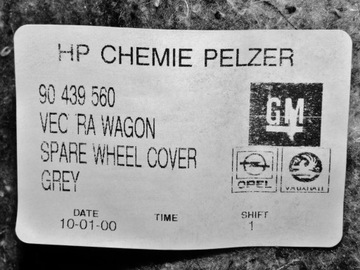 HP CHEMIE PELZER
90 439 560
VEC RA WAGON
SPARE WHEEL COVER
GREY
GM
OPEL
VAUXHALL
DATE TIME SHIFT
10-01-00 1